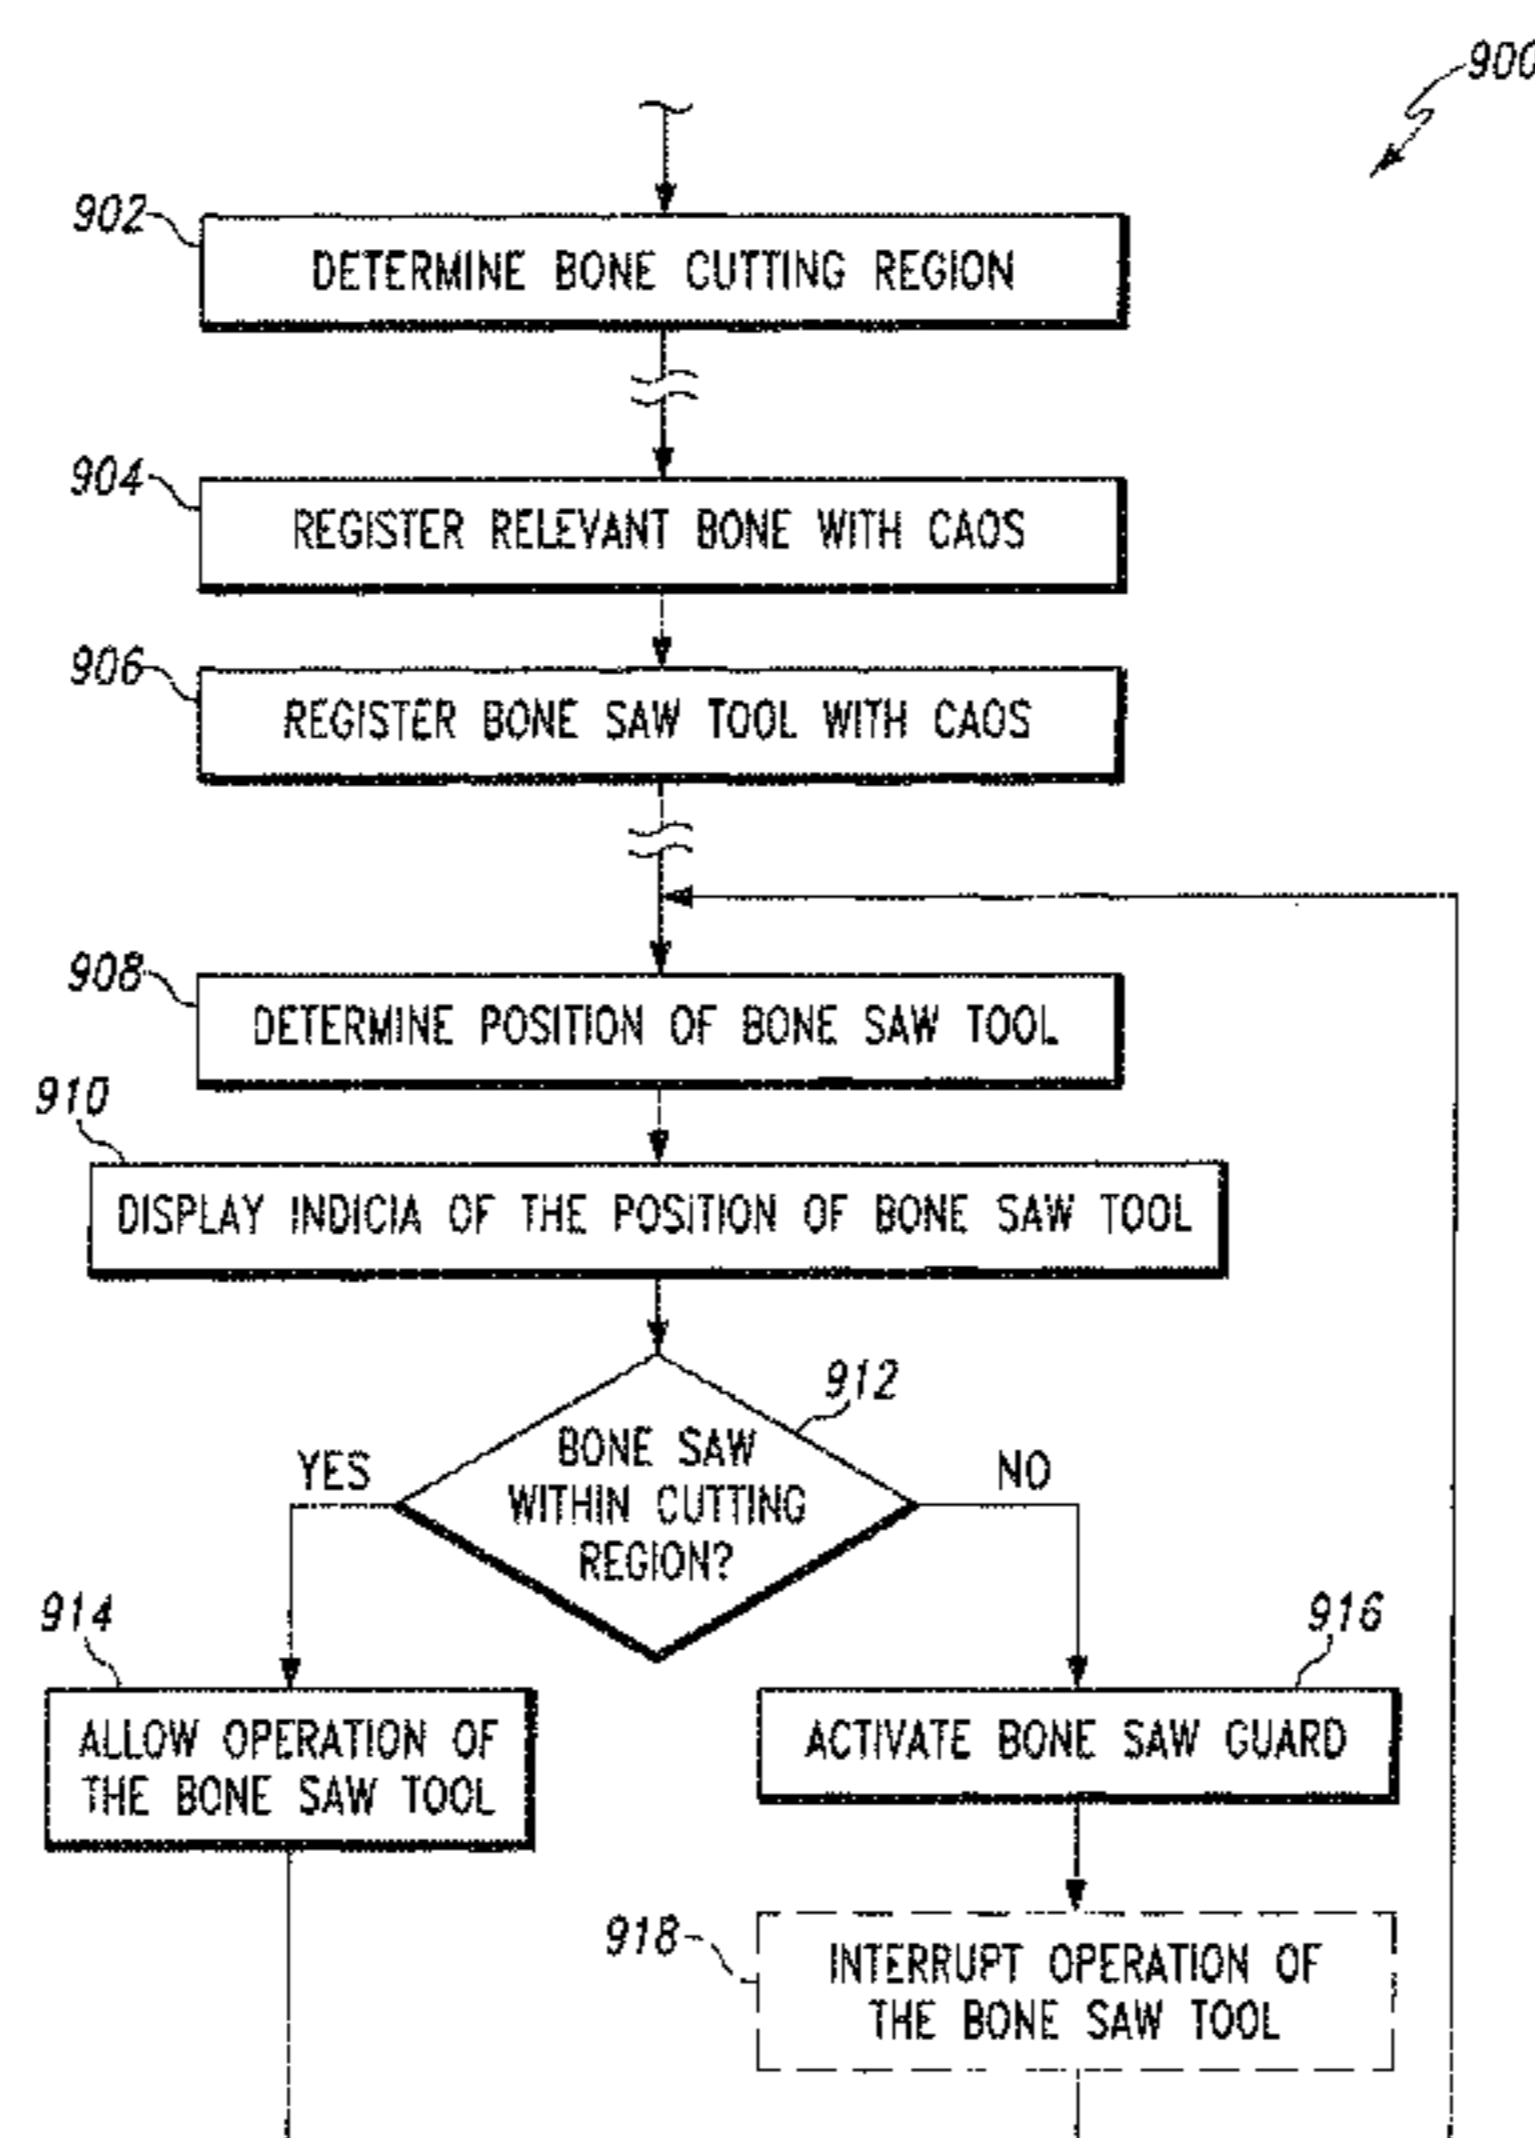 900
902
DETERMINE BONE CUTTING REGION
904
REGISTER RELEVANT BONE WITH CAOS
906
REGISTER BONE SAW TOOL WITH CAOS
908
DETERMINE POSITION OF BONE SAW TOOL
910
DISPLAY INDICIA OF THE POSITION OF BONE SAW TOOL
912
BONE SAW
WITHIN CUTTING
REGION?
YES
NO
914
ALLOW OPERATION OF
THE BONE SAW TOOL
916
ACTIVATE BONE SAW GUARD
918
INTERRUPT OPERATION OF
THE BONE SAW TOOL